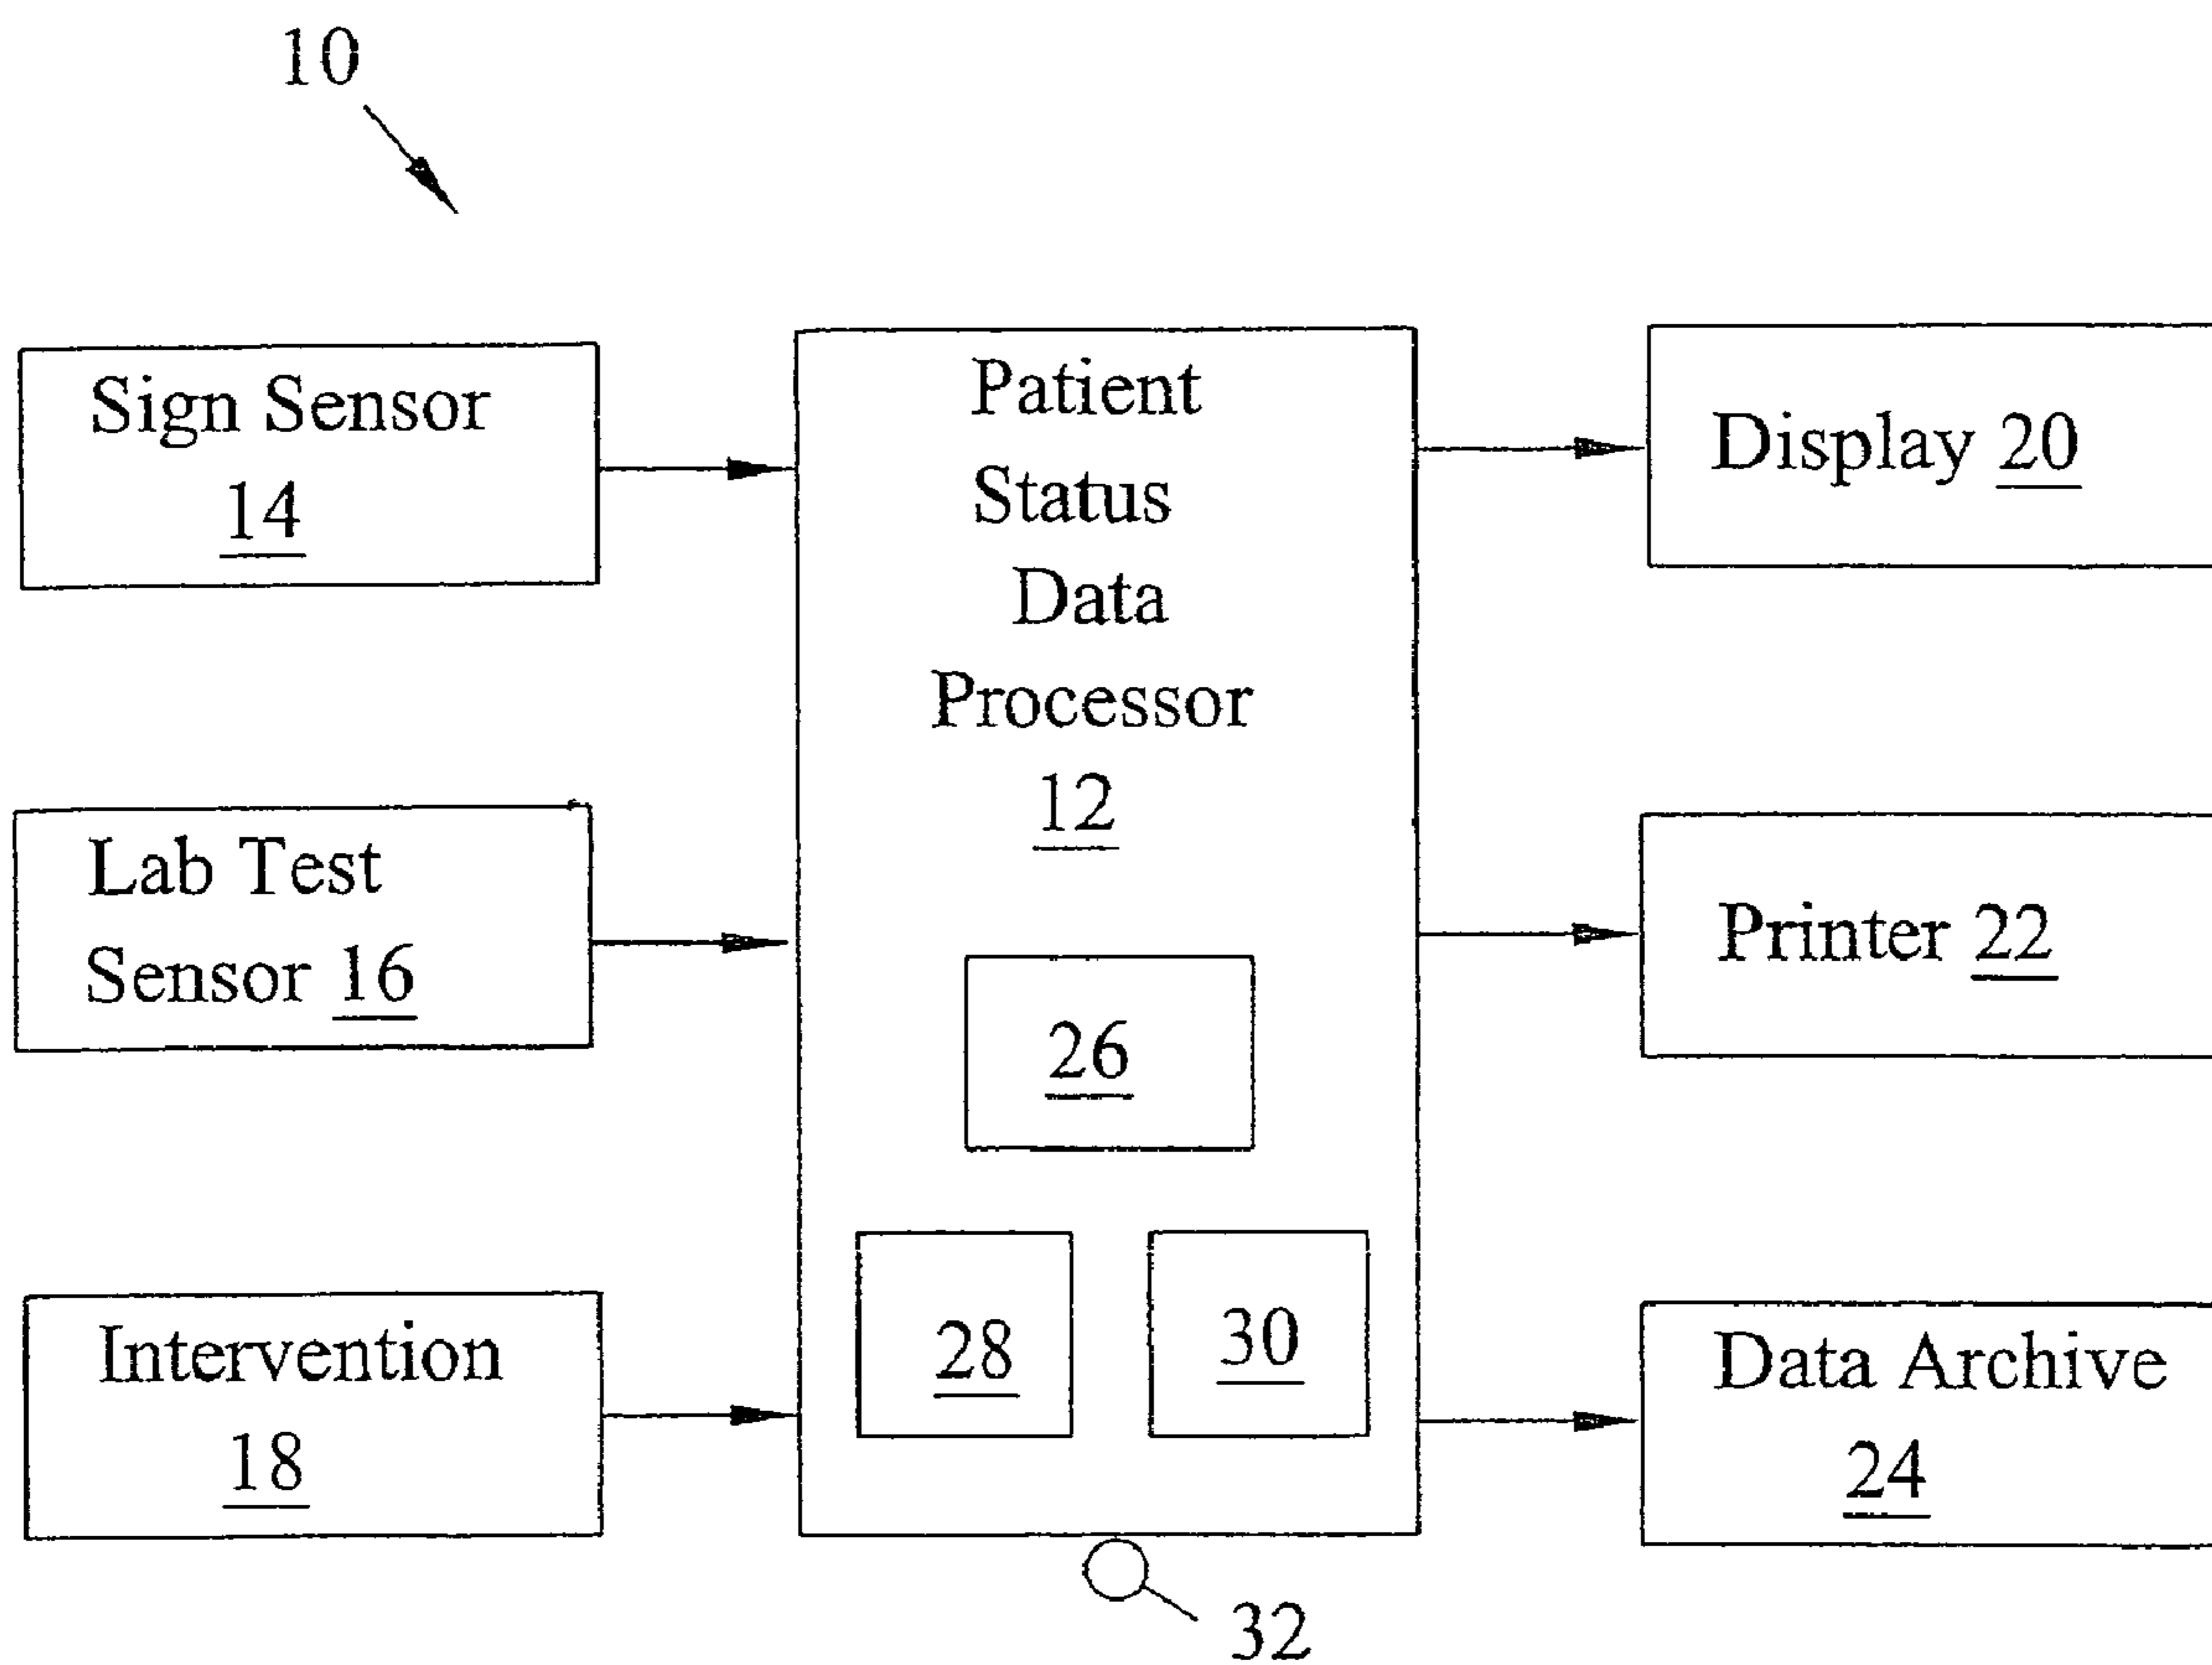 10
Sign Sensor
14
Lab Test
Sensor 16
Intervention
18
Patient
Status
Data
Processor
12
26
28
30
32
Display 20
Printer 22
Data Archive
24